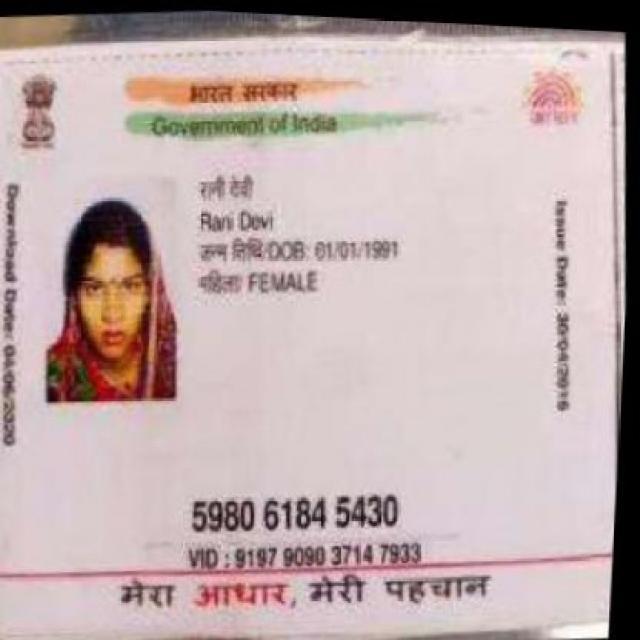 भारत सरकार
Government of India
रानी देवी
Rani Devi
जन्म तिथि/DOB: 01/01/1991
महिला/ FEMALE
Download Date: 04/06/2020
Issue Date: 30/04/2016
आधार
5980 6184 5430
VID : 9197 9090 3714 7933
मेरा आधार, मेरी पहचान